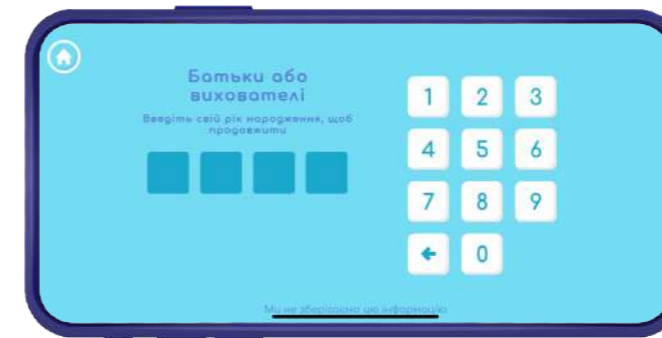 Батьки або
вихователі
Введіть свій рік народження, щоб
продовжити
1 2 3
4 5 6
7 8 9
0
Ми не зберігаємо цю інформацію